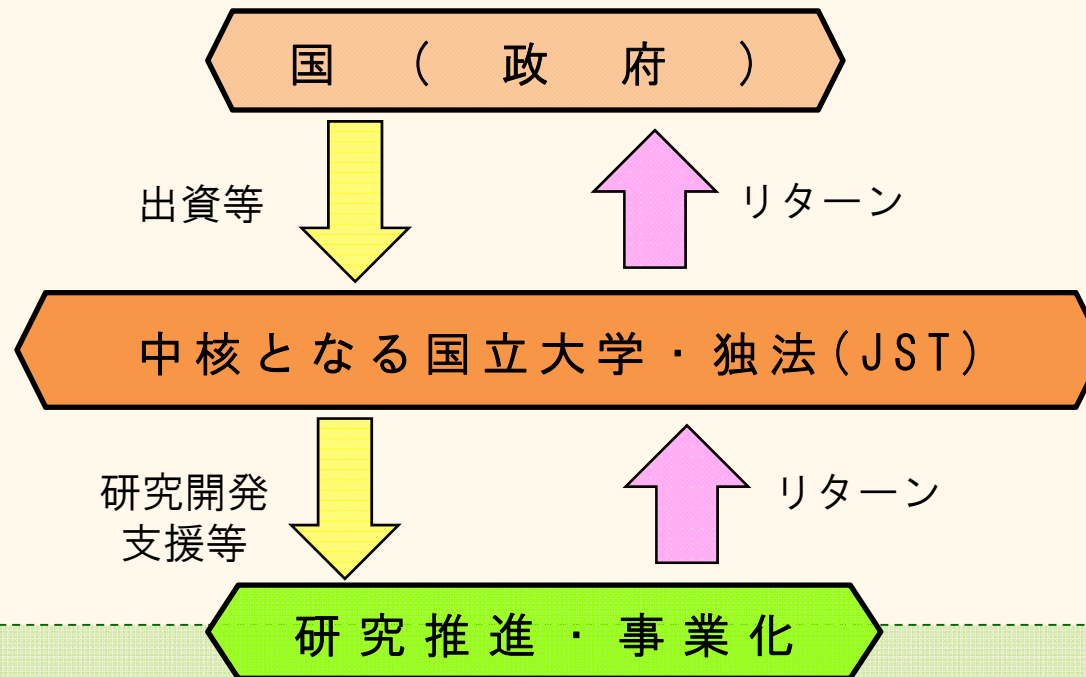 国(政府)
出資等
リターン
中核となる国立大学・独法(JST)
研究開発
支援等
リターン
研究推進・事業化